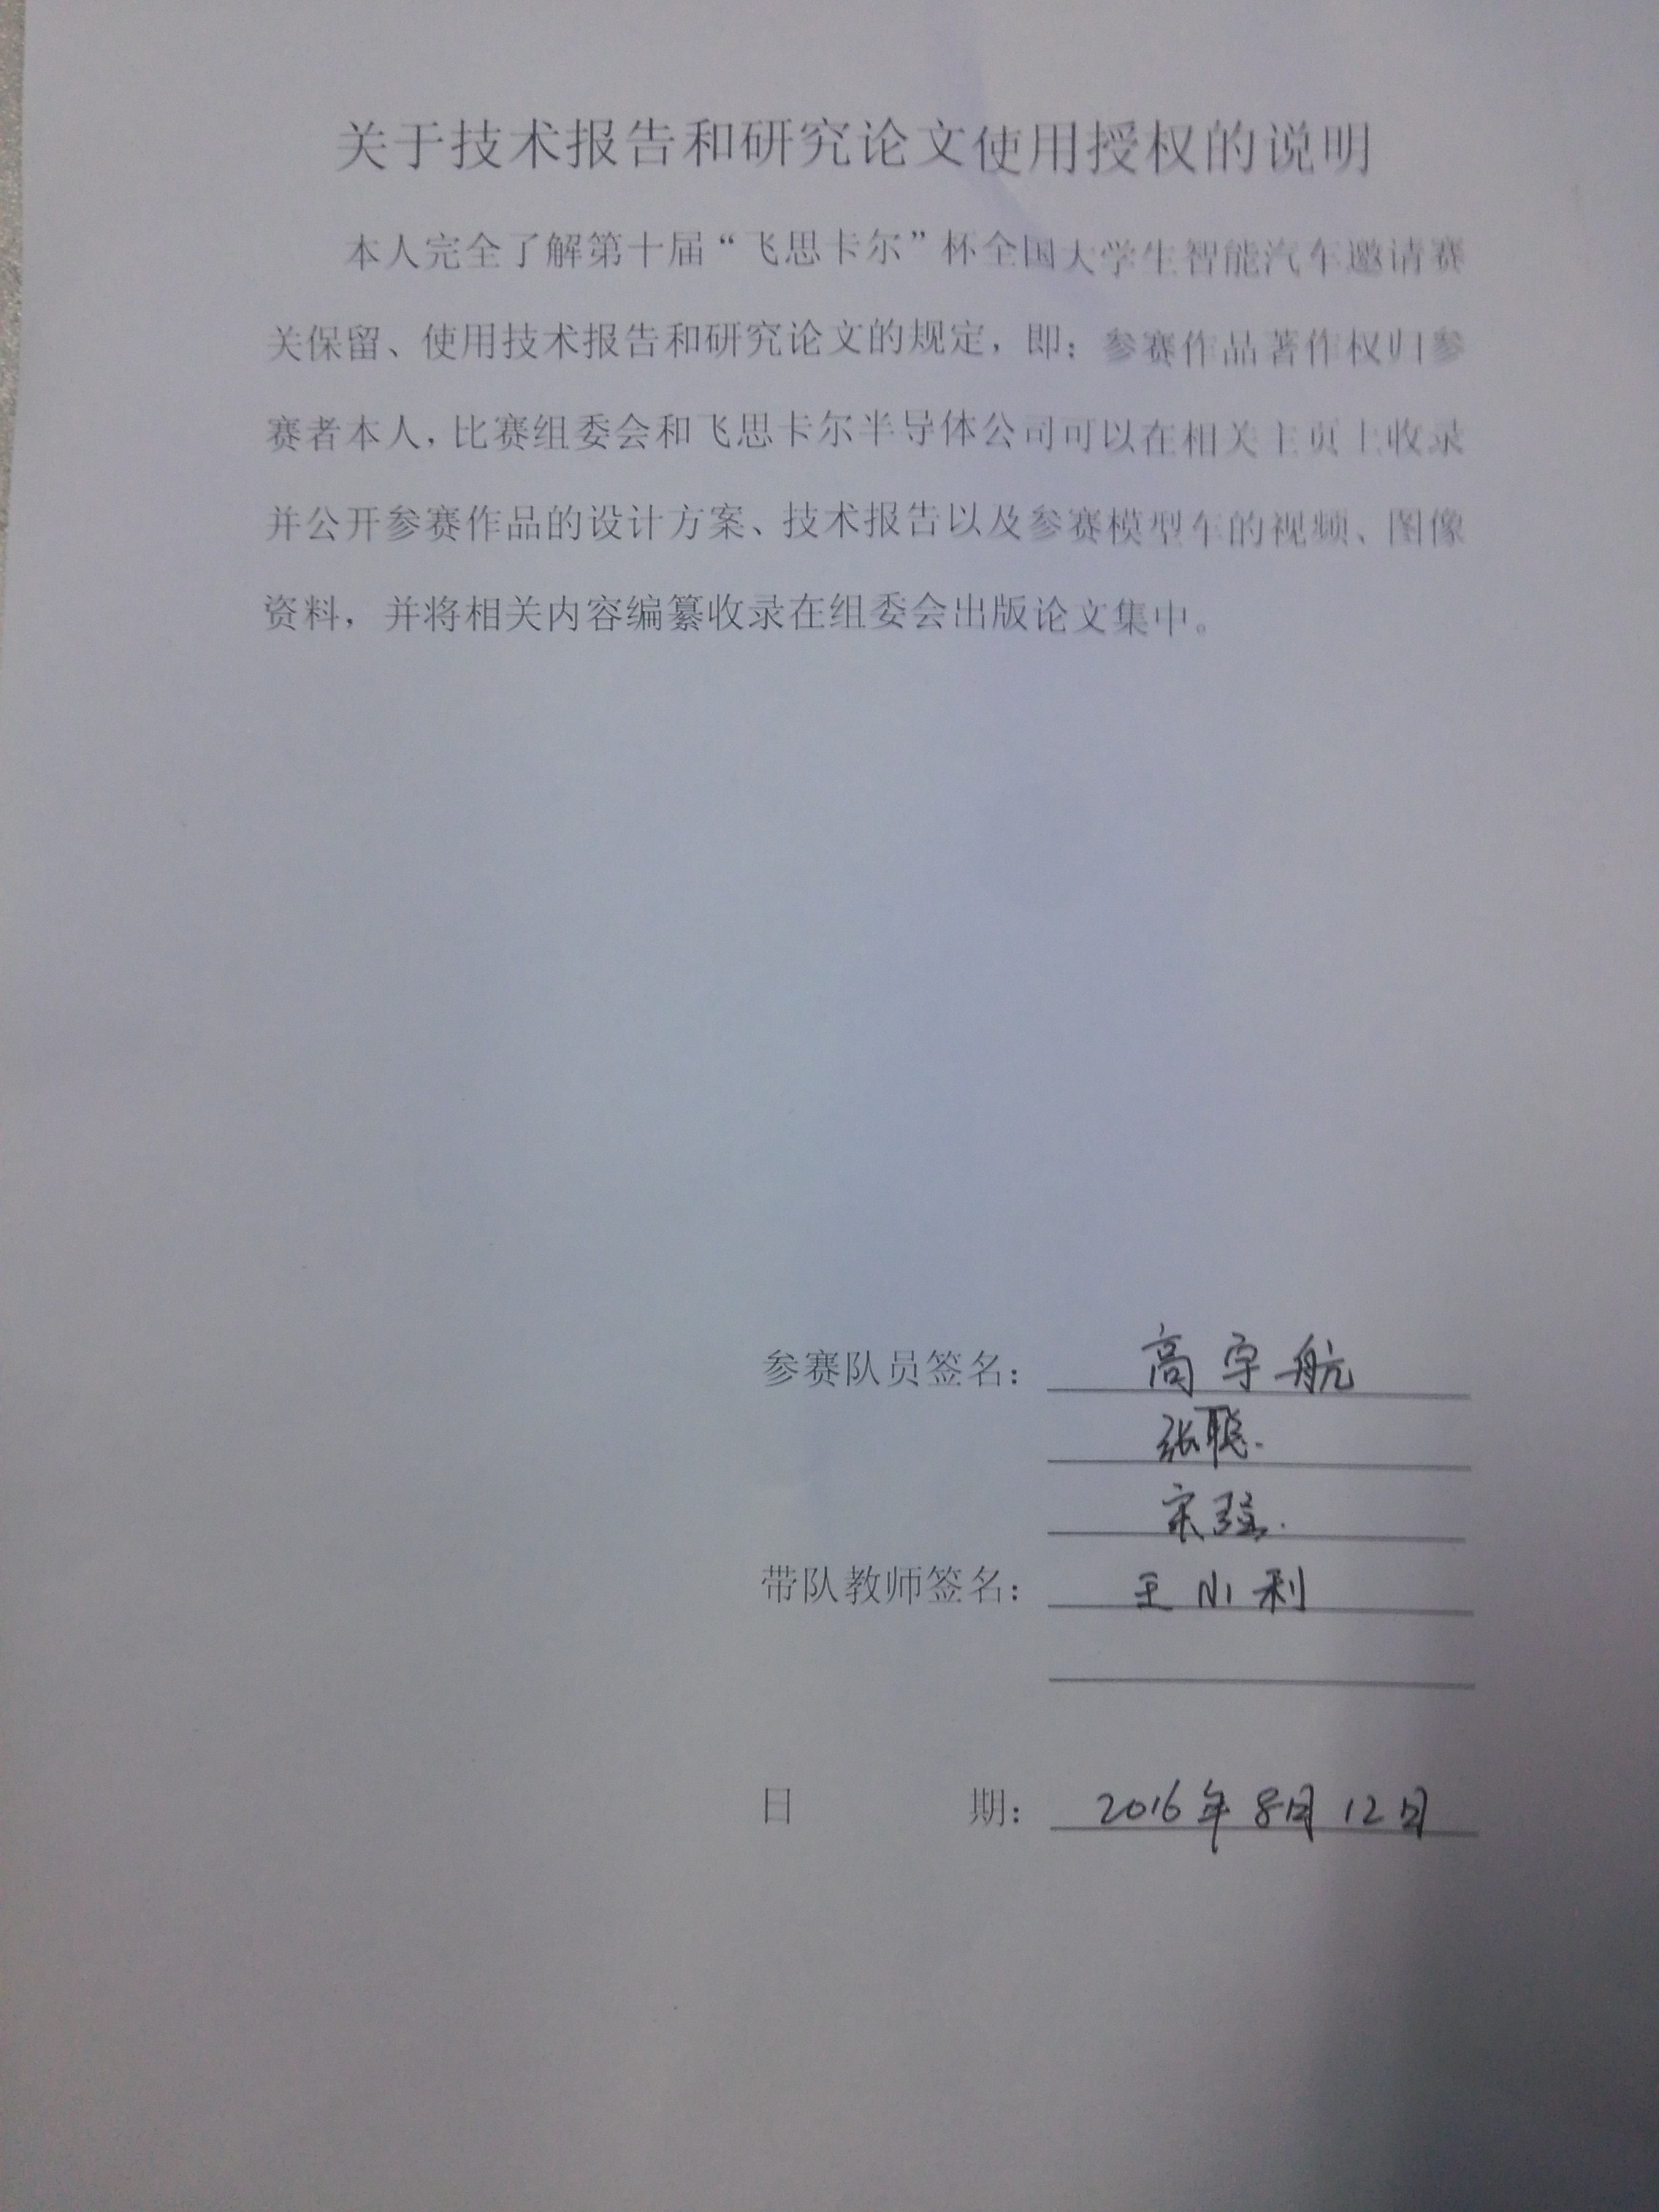 关于技术报告和研究论文使用授权的说明
本人完全了解第十届“飞思卡尔”杯全国大学生智能汽车邀请赛
关保留、使用技术报告和研究论文的规定，即：参赛作品著作权归参
赛者本人，比赛组委会和飞思卡尔半导体公司可以在相关主页上收录
并公开参赛作品的设计方案、技术报告以及参赛模型车的视频、图像
资料，并将相关内容编纂收录在组委会出版论文集中。
参赛队员签名： 高宇航
张聪
宋
带队教师签名： 王小利
日 期： 2016年8月12日